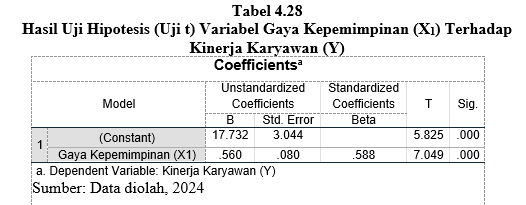 Tabel 4.28
Hasil Uji Hipotesis (Uji t) Variabel Gaya Kepemimpinan (X1) Terhadap
Kinerja Karyawan (Y)
Coefficientsᵃ
Model Unstandardized Coefficients Standardized Coefficients T Sig.
B Std. Error Beta
1 (Constant) 17.732 3.044 5.825 .000
Gaya Kepemimpinan (X1) .560 .080 .588 7.049 .000
a. Dependent Variable: Kinerja Karyawan (Y)
Sumber: Data diolah, 2024